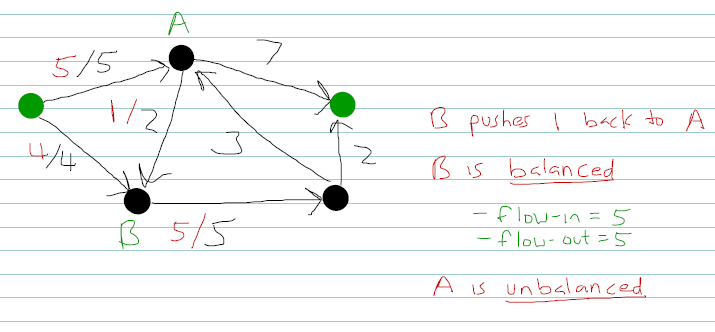 A
5/5
7
1/2
3
4/4
2
B
5/5
B pushes 1 back to A
B is balanced
- flow-in = 5
- flow-out = 5
A is unbalanced